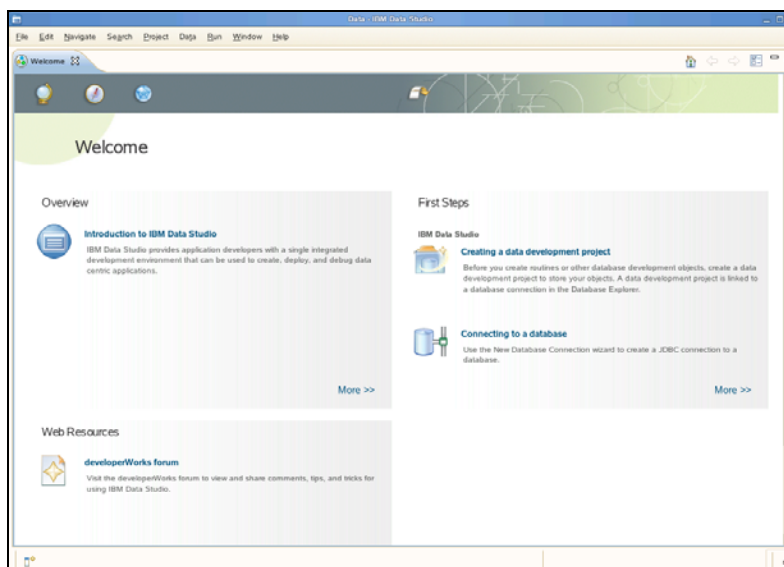 Data - IBM Data Studio
File Edit Navigate Search Project Data Run Window Help
Welcome
Welcome
Overview
Introduction to IBM Data Studio
IBM Data Studio provides application developers with a single integrated
development environment that can be used to create, deploy, and debug data
centric applications.
More >>
First Steps
IBM Data Studio
Creating a data development project
Before you create routines or other database development objects, create a data
development project to store your objects. A data development project is linked to
a database connection in the Database Explorer.
Connecting to a database
Use the New Database Connection wizard to create a JDBC connection to a
database.
More >>
Web Resources
developerWorks forum
Visit the developerWorks forum to view and share comments, tips, and tricks for
using IBM Data Studio.